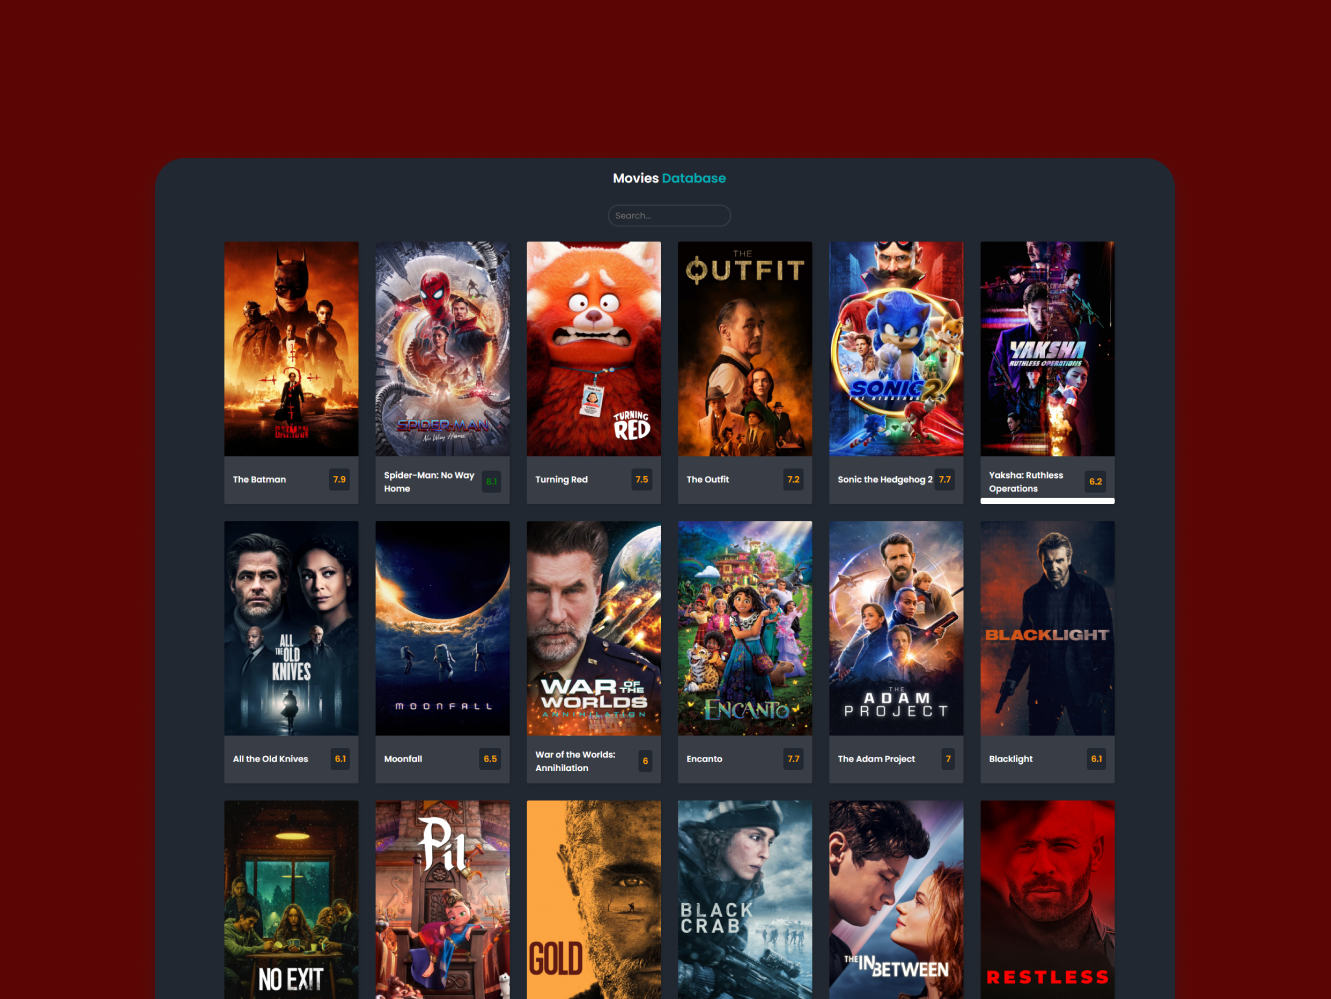 Movies Database
Search...
THE
OUTFIT
YAKSHA
RUTHLESS OPERATIONS
SPIDER-MAN
No Way Home
TURNING
RED
SONIC 2
THE HEDGEHOG
THE
BATMAN
The Batman 7.9
Spider-Man: No Way
Home 8.1
Turning Red 7.5
The Outfit 7.2
Sonic the Hedgehog 2 7.7
Yaksha: Ruthless
Operations 6.2
ALL
THE OLD
KNIVES
MOONFALL
WAR OF THE
WORLDS
ANNIHILATION
ENCANTO
THE
ADAM
PROJECT
BLACKLIGHT
All the Old Knives 6.1
Moonfall 6.5
War of the Worlds:
Annihilation 6
Encanto 7.7
The Adam Project 7
Blacklight 6.1
NO EXIT
Pil
GOLD
BLACK
CRAB
THE IN BETWEEN
RESTLESS